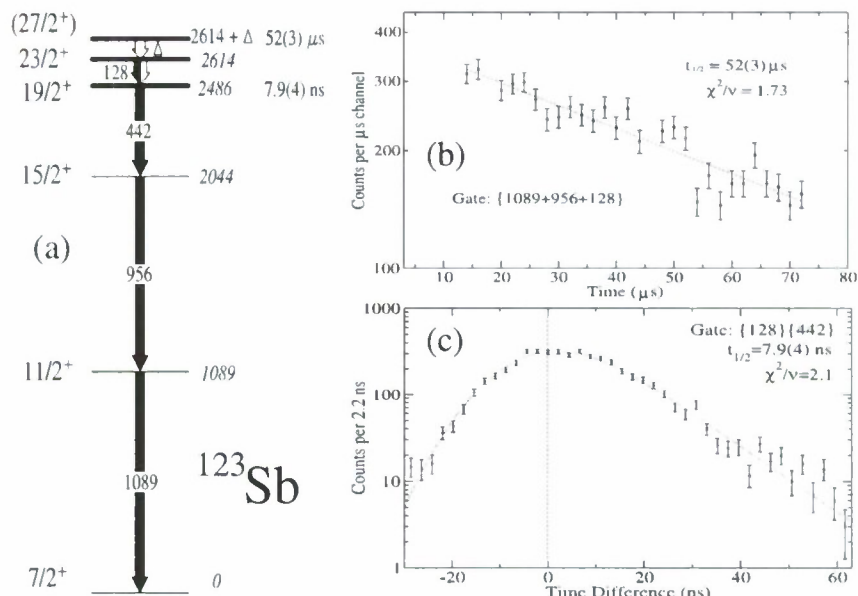 (27/2⁺)
2614 + Δ 52(3) μs
Δ
23/2⁺
2614
128
19/2⁺
2486 7.9(4) ns
442
15/2⁺
2044
(a)
956
11/2⁺
1089
1089
¹²³Sb
7/2⁺
0
400
300
200
100
Counts per μs channel
t₁/₂ = 52(3) μs
χ²/ν = 1.73
(b)
Gate: {1089+956+128}
10 20 30 40 50 60 70 80
Time (μs)
1000
100
10
1
Counts per 2.2 ns
(c)
Gate: {128}{442}
t₁/₂=7.9(4) ns
χ²/ν=2.1
-20 0 20 40 60
Time Difference (ns)